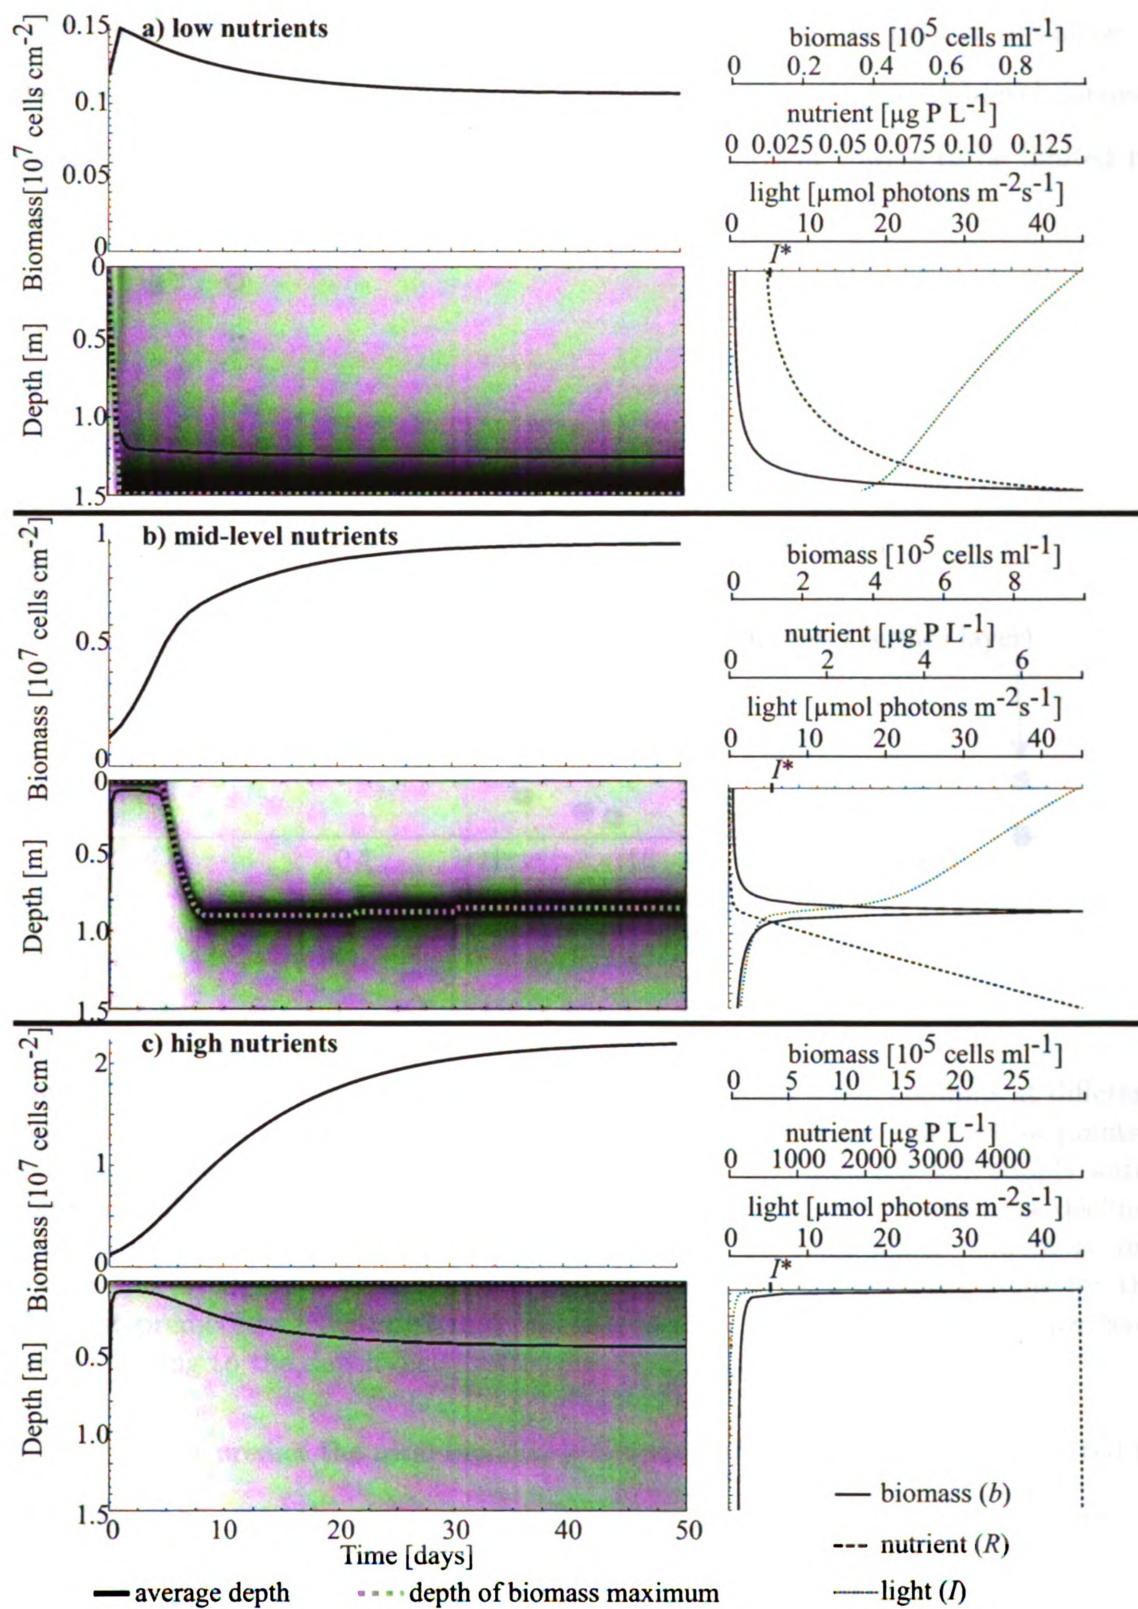 a) low nutrients
Biomass[10^7 cells cm^-2]
0.15
0.1
0.05
0
Depth [m]
0
0.5
1.0
1.5
biomass [10^5 cells ml^-1]
0 0.2 0.4 0.6 0.8
nutrient [µg P L^-1]
0 0.025 0.05 0.075 0.10 0.125
light [µmol photons m^-2s^-1]
0 10 20 30 40
I*
b) mid-level nutrients
Biomass [10^7 cells cm^-2]
1
0.5
0
Depth [m]
0
0.5
1.0
1.5
biomass [10^5 cells ml^-1]
0 2 4 6 8
nutrient [µg P L^-1]
0 2 4 6
light [µmol photons m^-2s^-1]
0 10 20 30 40
I*
c) high nutrients
Biomass [10^7 cells cm^-2]
2
1
0
Depth [m]
0
0.5
1.0
1.5
0 10 20 30 40 50
Time [days]
average depth
depth of biomass maximum
biomass [10^5 cells ml^-1]
0 5 10 15 20 25
nutrient [µg P L^-1]
0 1000 2000 3000 4000
light [µmol photons m^-2s^-1]
0 10 20 30 40
I*
biomass (b)
nutrient (R)
light (I)